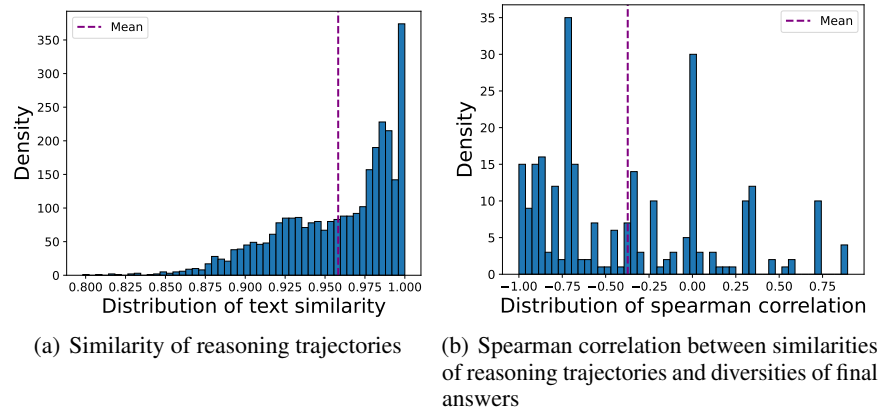 Mean
350
300
250
200
150
100
50
0
Density
0.800 0.825 0.850 0.875 0.900 0.925 0.950 0.975 1.000
Distribution of text similarity
(a) Similarity of reasoning trajectories
Mean
35
30
25
20
15
10
5
0
Density
−1.00 −0.75 −0.50 −0.25 0.00 0.25 0.50 0.75
Distribution of spearman correlation
(b) Spearman correlation between similarities
of reasoning trajectories and diversities of final
answers